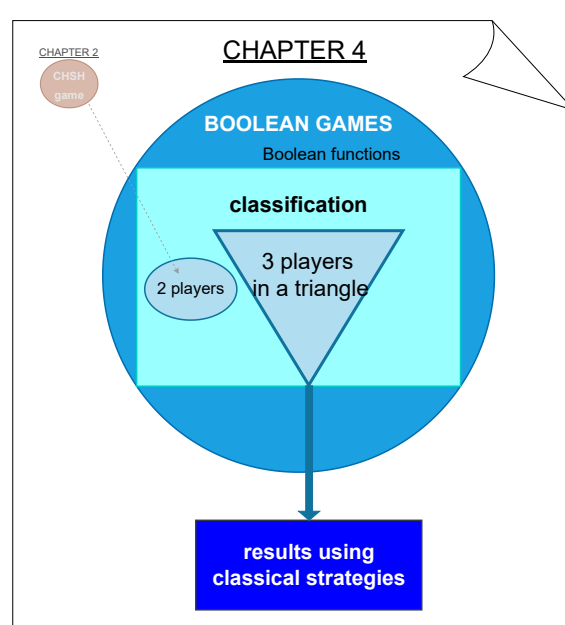 CHAPTER 4
CHAPTER 2
CHSH
game
BOOLEAN GAMES
Boolean functions
classification
3 players
in a triangle
2 players
results using
classical strategies